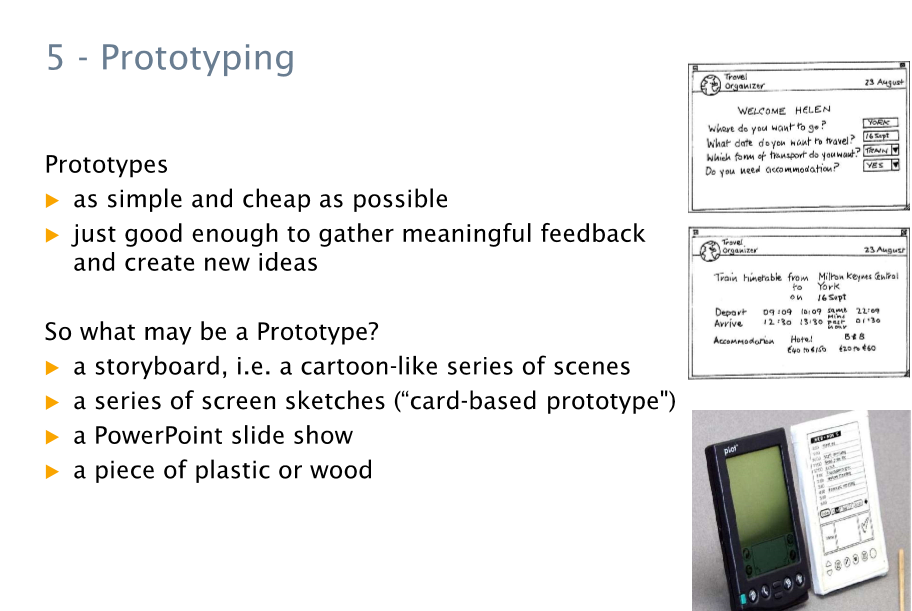 5 - Prototyping
Prototypes
as simple and cheap as possible
just good enough to gather meaningful feedback
and create new ideas
So what may be a Prototype?
a storyboard, i.e. a cartoon-like series of scenes
a series of screen sketches (“card-based prototype")
a PowerPoint slide show
a piece of plastic or wood
Travel
Organizer
23 August
WELCOME HELEN
Where do you want to go? YORK
What date do you want to travel? 16 Sept
Which form of transport do you want? TRAIN
Do you need accommodation? YES
Travel
Organizer
23 August
Train timetable from Milton Keynes Central
to York
on 16 Sept
Depart 09:09 10:09 same mins past hour 22:09
Arrive 12:30 13:30 01:30
Accommodation Hotel B&B
£40 to £150 £20 to £60
pilot